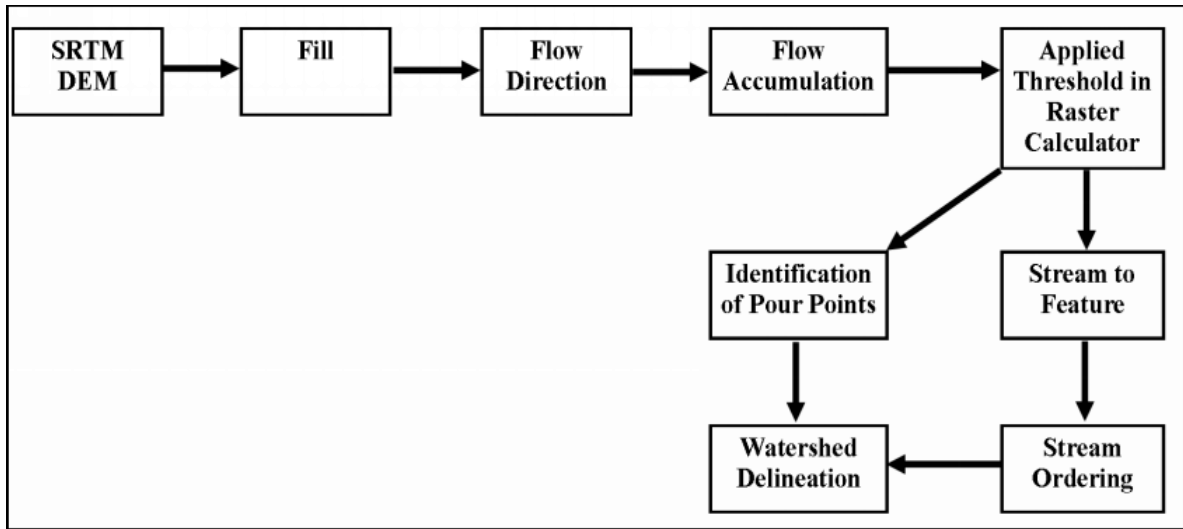 SRTM
DEM
Fill
Flow
Direction
Flow
Accumulation
Applied
Threshold in
Raster
Calculator
Identification
of Pour Points
Stream to
Feature
Watershed
Delineation
Stream
Ordering